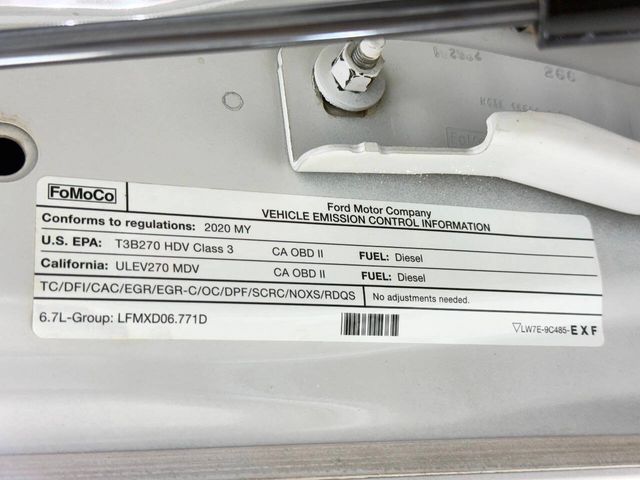 FoMoCo
Ford Motor Company
VEHICLE EMISSION CONTROL INFORMATION
Conforms to regulations: 2020 MY
U.S. EPA: T3B270 HDV Class 3 CA OBD II FUEL: Diesel
California: ULEV270 MDV CA OBD II FUEL: Diesel
TC/DFI/CAC/EGR/EGR-C/OC/DPF/SCRC/NOXS/RDQS No adjustments needed.
6.7L-Group: LFMXD06.771D
▽LW7E-9C485-EXF